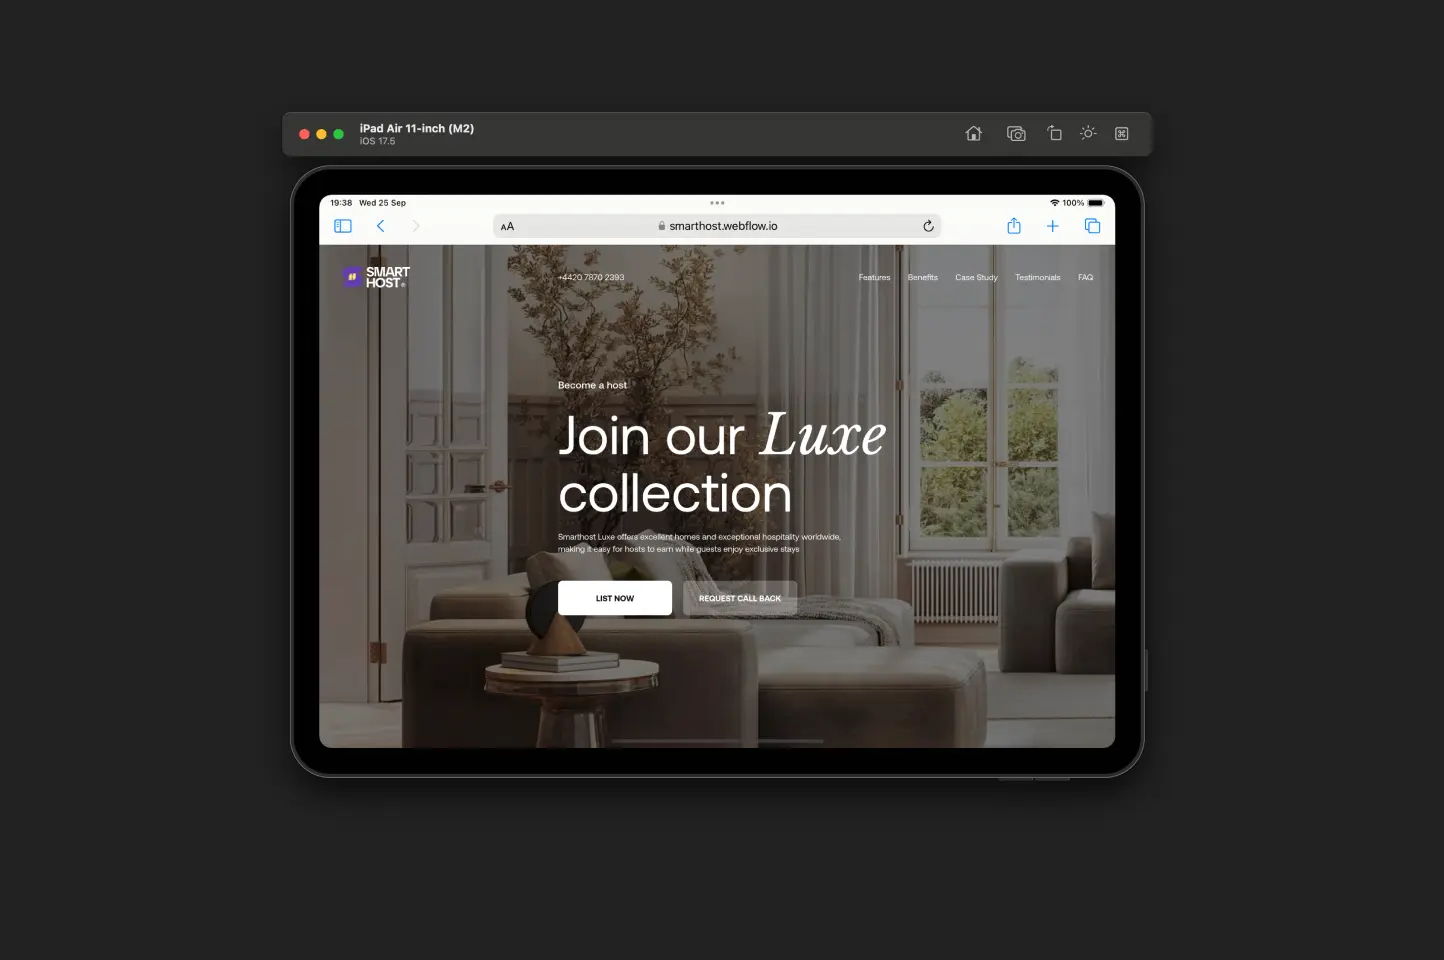 iPad Air 11-inch (M2)
iOS 17.5
19:38 Wed 25 Sep
100%
AA
smarthost.webflow.io
SMART
HOST®
+4420 7870 2393
Features Benefits Case Study Testimonials FAQ
Become a host
Join our Luxe
collection
Smarthost Luxe offers excellent homes and exceptional hospitality worldwide,
making it easy for hosts to earn while guests enjoy exclusive stays
LIST NOW
REQUEST CALL BACK